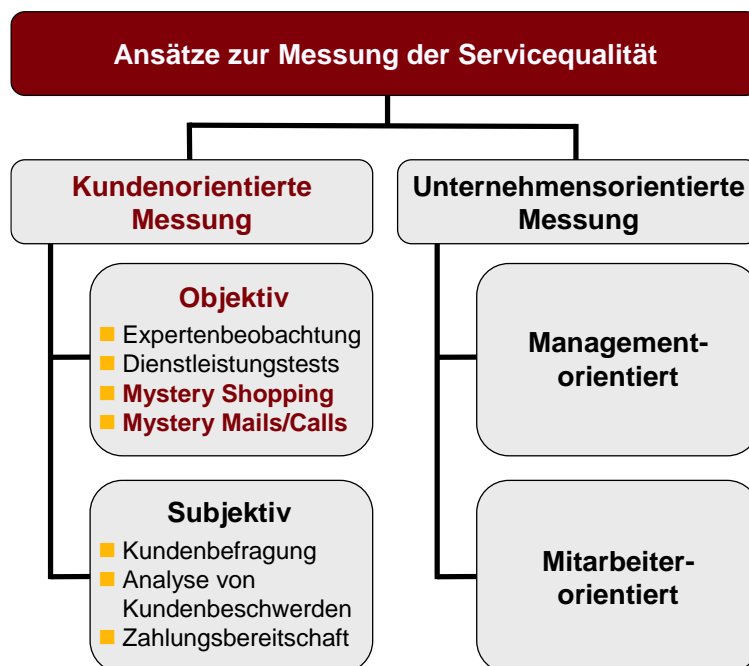 Ansätze zur Messung der Servicequalität
Kundenorientierte
Messung
Objektiv
Expertenbeobachtung
Dienstleistungstests
Mystery Shopping
Mystery Mails/Calls
Subjektiv
Kundenbefragung
Analyse von
Kundenbeschwerden
Zahlungsbereitschaft
Unternehmensorientierte
Messung
Management-
orientiert
Mitarbeiter-
orientiert